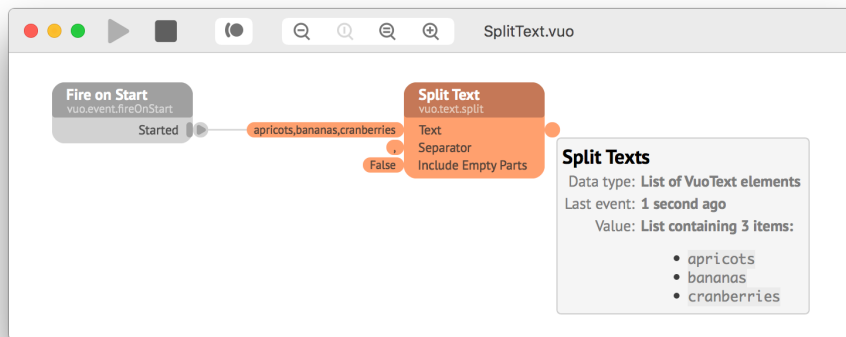 SplitText.vuo
Fire on Start
vuo.event.fireOnStart
Started
Split Text
vuo.text.split
apricots,bananas,cranberries
Text
,
Separator
False
Include Empty Parts
Split Texts
Data type: List of VuoText elements
Last event: 1 second ago
Value: List containing 3 items:
• apricots
• bananas
• cranberries